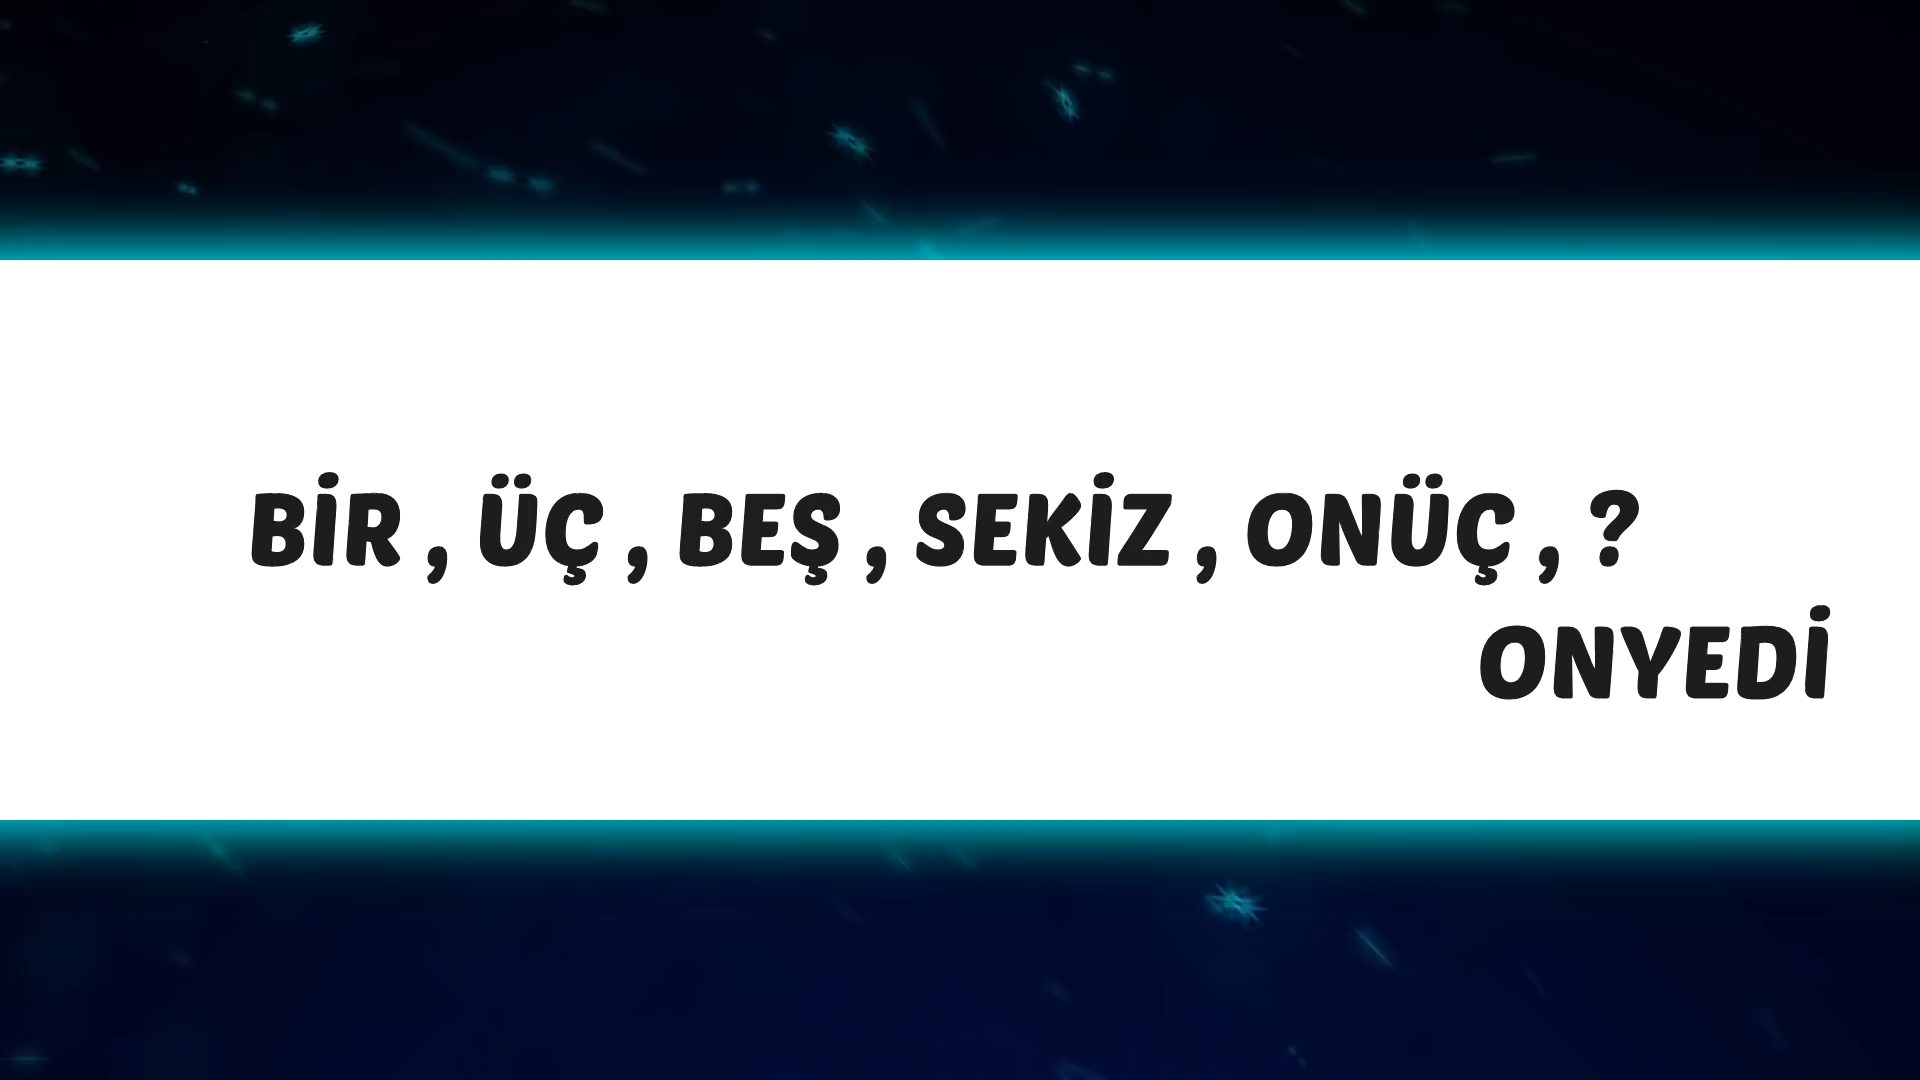 BİR , ÜÇ , BEŞ , SEKİZ , ONÜÇ , ?
ONYEDİ